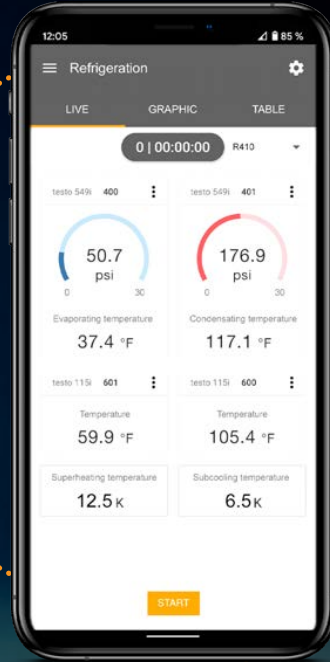 12:05 85 %
Refrigeration
LIVE GRAPHIC TABLE
0 | 00:00:00 R410
testo 549i 400 testo 549i 401
50.7 176.9
psi psi
0 30 0 30
Evaporating temperature Condensating temperature
37.4 °F 117.1 °F
testo 115i 601 testo 115i 600
Temperature Temperature
59.9 °F 105.4 °F
Superheating temperature Subcooling temperature
12.5 K 6.5 K
START